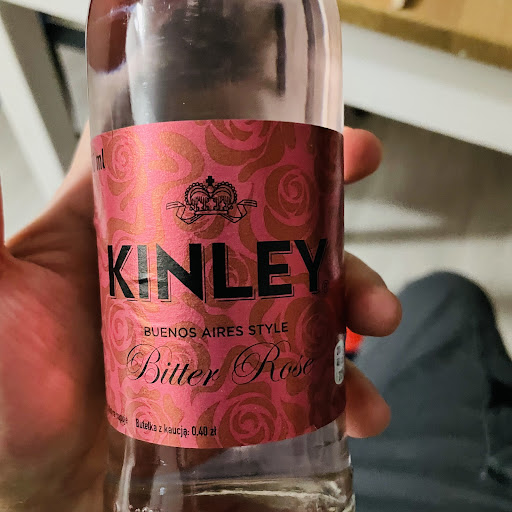 ml
KINLEY
BUENOS AIRES STYLE
Bitter Rose
Butelka z kaucją: 0,40 zł